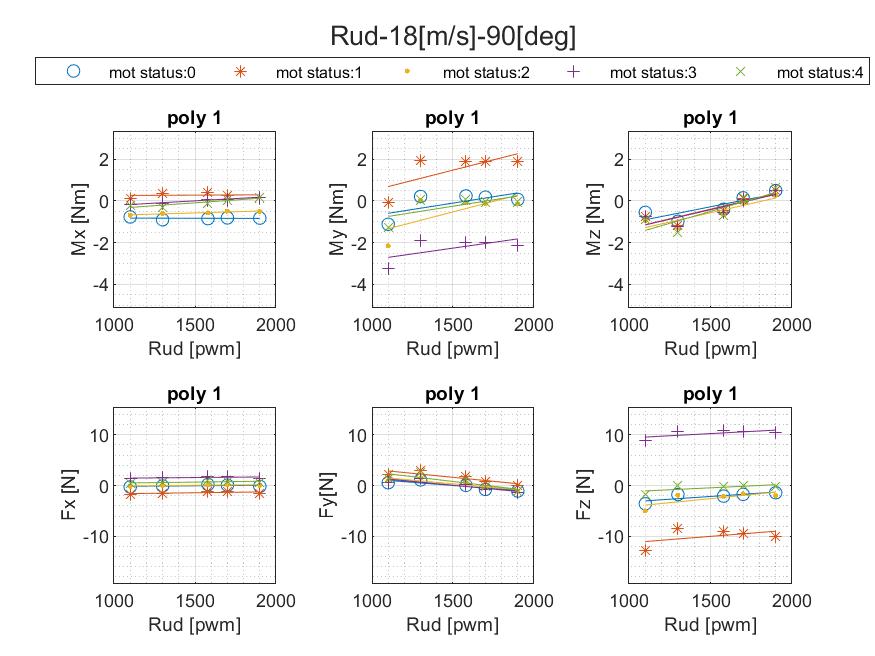 Rud-18[m/s]-90[deg]
mot status:0 mot status:1 mot status:2 mot status:3 mot status:4
poly 1 poly 1 poly 1
Mx [Nm] 2 0 -2 -4
My [Nm] 2 0 -2 -4
Mz [Nm] 2 0 -2 -4
1000 1500 2000 1000 1500 2000 1000 1500 2000
Rud [pwm] Rud [pwm] Rud [pwm]
poly 1 poly 1 poly 1
Fx [N] 10 0 -10
Fy[N] 10 0 -10
Fz [N] 10 0 -10
1000 1500 2000 1000 1500 2000 1000 1500 2000
Rud [pwm] Rud [pwm] Rud [pwm]